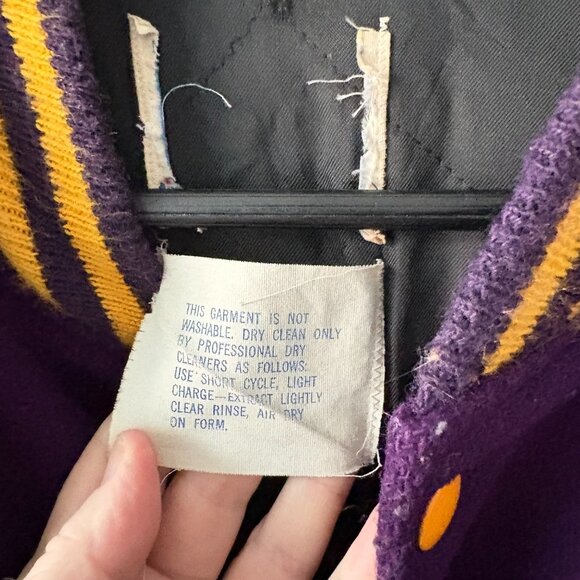 THIS GARMENT IS NOT
WASHABLE. DRY CLEAN ONLY
BY PROFESSIONAL DRY
CLEANERS AS FOLLOWS:
USE SHORT CYCLE, LIGHT
CHARGE—EXTRACT LIGHTLY
CLEAR RINSE, AIR DRY
ON FORM.